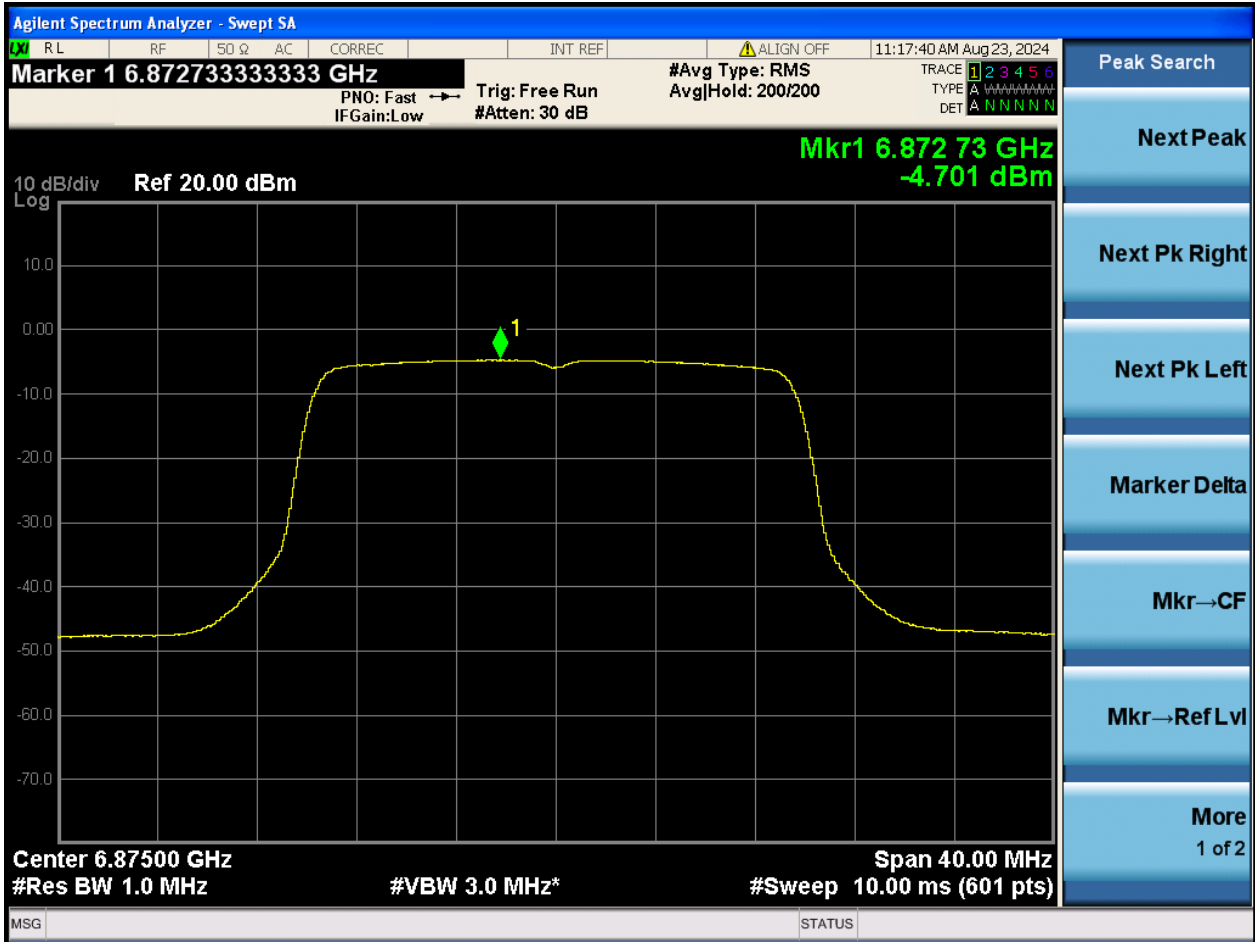 Agilent Spectrum Analyzer - Swept SA
LXI RL RF 50 Ω AC CORREC INT REF ALIGN OFF 11:17:40 AM Aug 23, 2024
Marker 1 6.872733333333 GHz
PNO: Fast
IFGain:Low
Trig: Free Run
#Atten: 30 dB
#Avg Type: RMS
Avg|Hold: 200/200
TRACE 1 2 3 4 5 6
TYPE A WWWWWW
DET A N N N N N
Mkr1 6.872 73 GHz
-4.701 dBm
10 dB/div Ref 20.00 dBm
Log
10.0
0.00
1
-10.0
-20.0
-30.0
-40.0
-50.0
-60.0
-70.0
Center 6.87500 GHz Span 40.00 MHz
#Res BW 1.0 MHz #VBW 3.0 MHz* #Sweep 10.00 ms (601 pts)
MSG STATUS
Peak Search
Next Peak
Next Pk Right
Next Pk Left
Marker Delta
Mkr→CF
Mkr→Ref Lvl
More
1 of 2